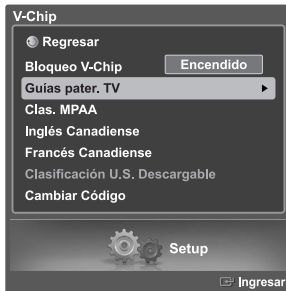 V-Chip
Regresar
Bloqueo V-Chip Encendido
Guías pater. TV
Clas. MPAA
Inglés Canadiense
Francés Canadiense
Clasificación U.S. Descargable
Cambiar Código
Setup
Ingresar